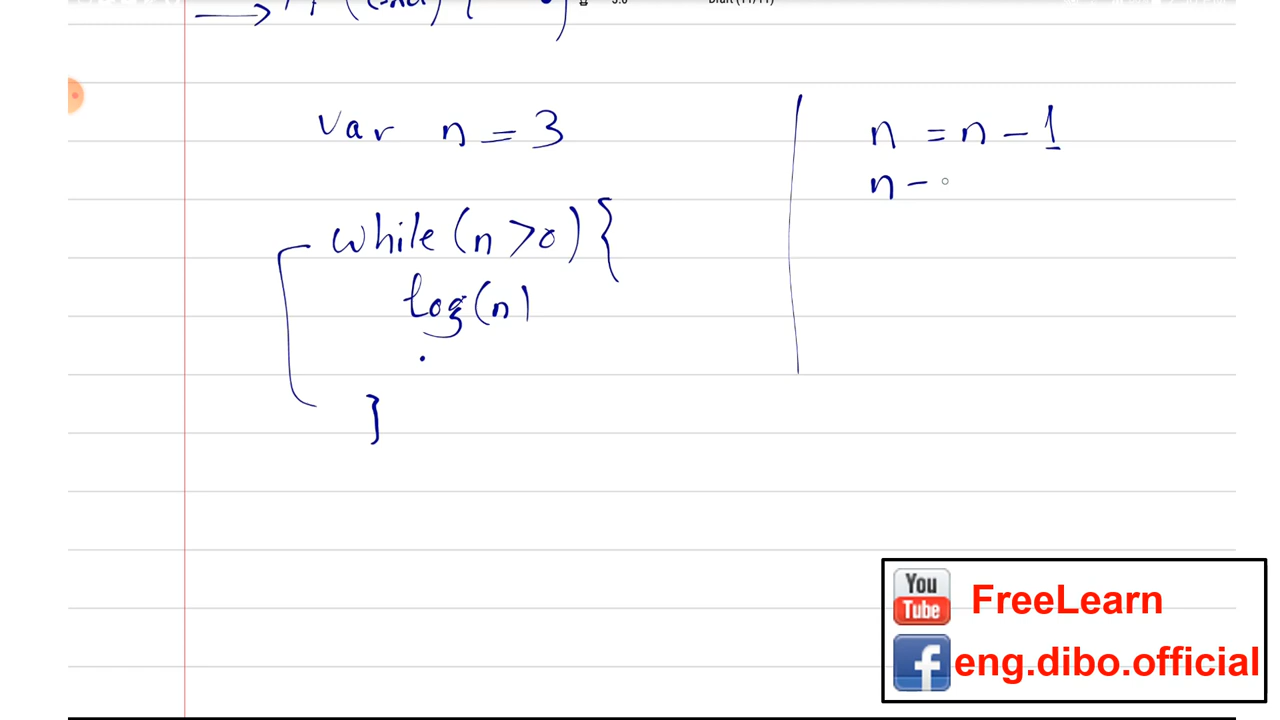 var n = 3
while (n > 0) {
log(n)
}
n = n - 1
n -
You Tube FreeLearn
f eng.dibo.official